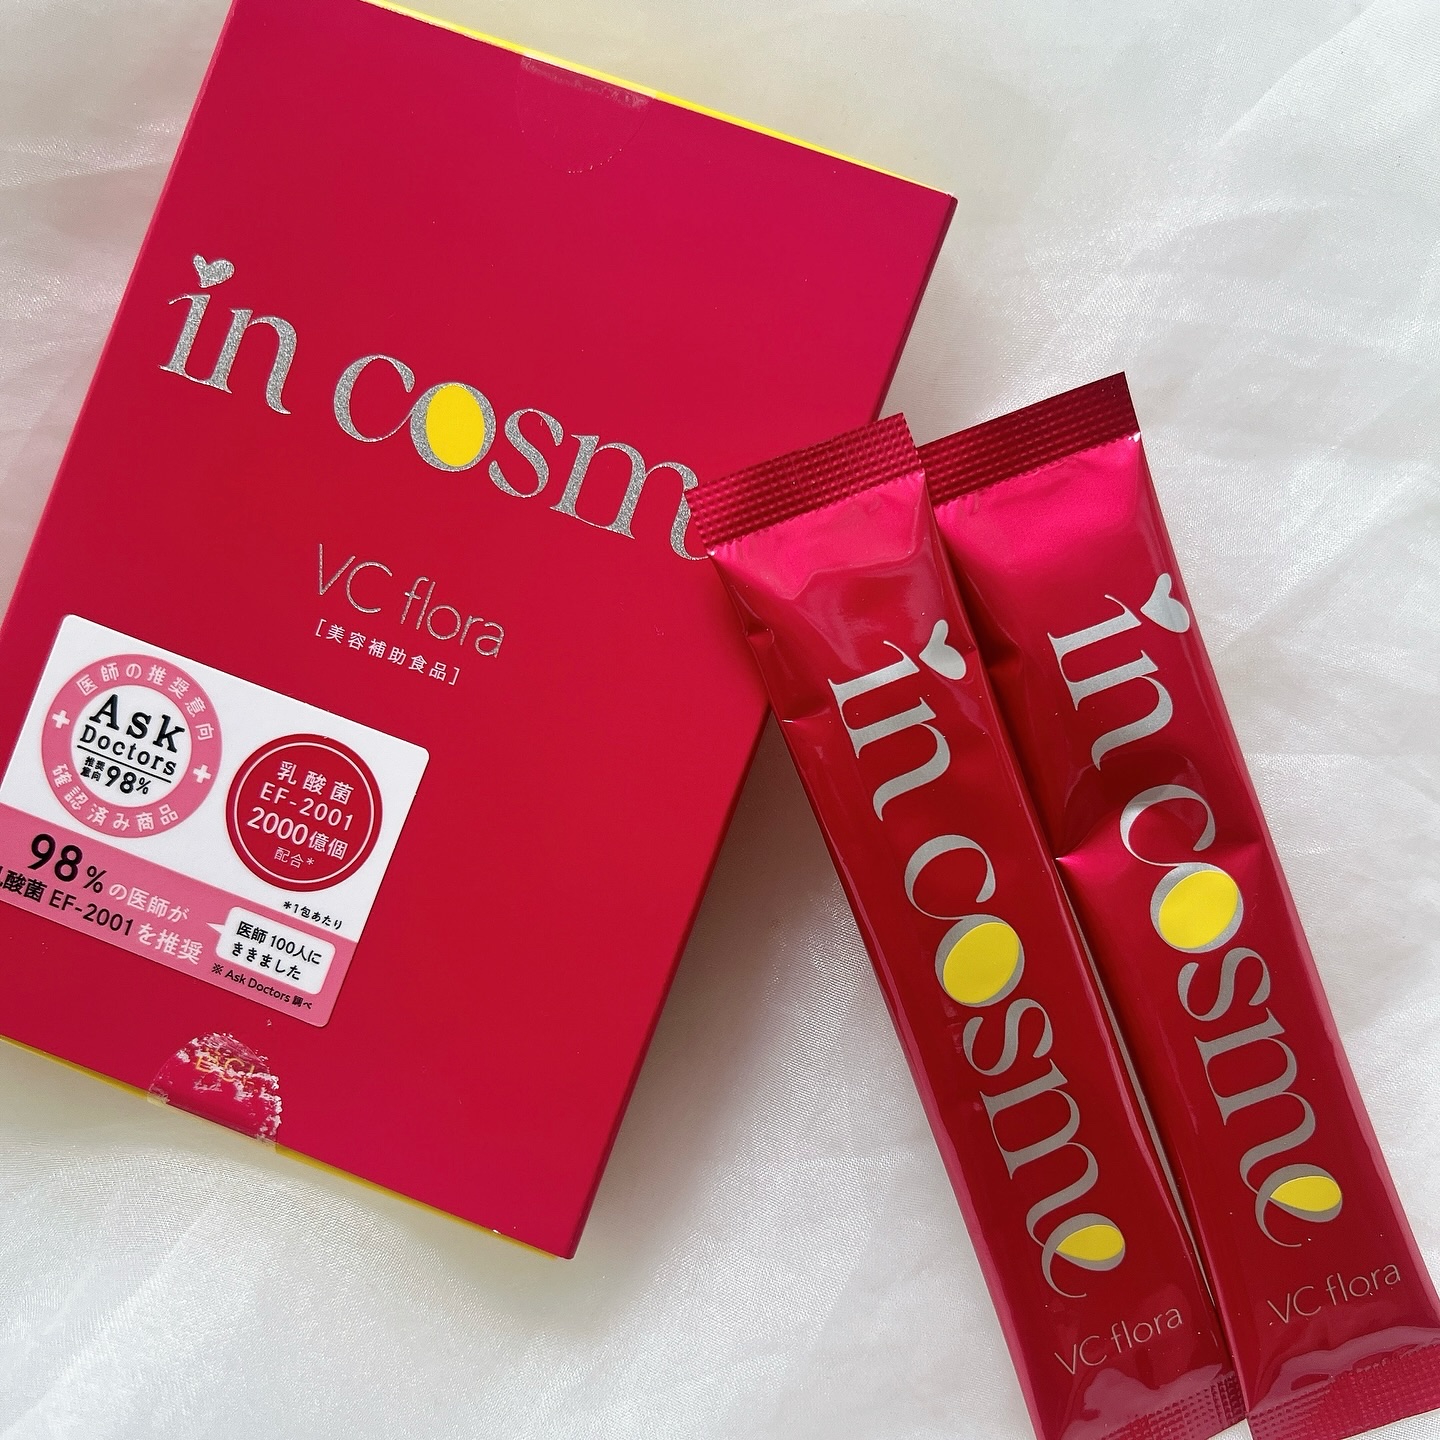 in cosm
VC flora
[美容補助食品]
医師の推奨意向
Ask
Doctors
推奨
意向98%
確認済み商品
乳酸菌
EF-2001
2000億個
配合*
*1包あたり
98%の医師が
乳酸菌 EF-2001を推奨
医師100人に
ききました
※Ask Doctors 調べ
BCL
in cosme
VC flora
in cosme
VC flora